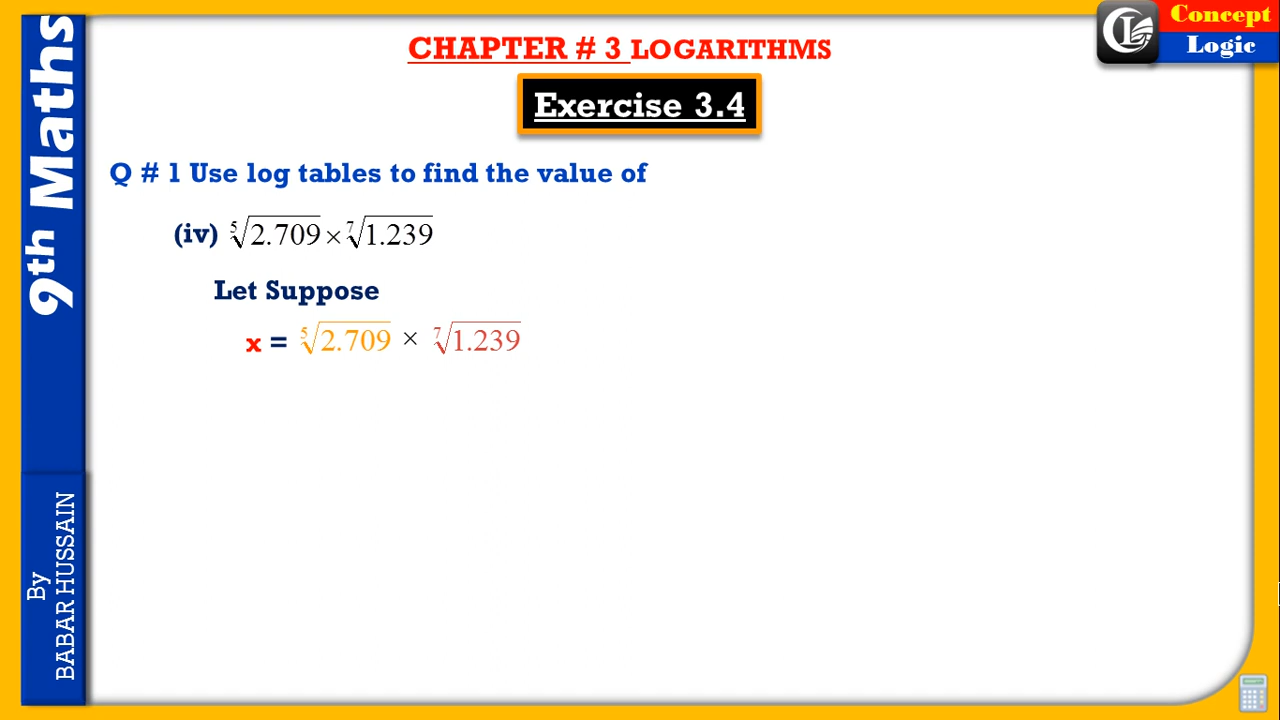 CHAPTER # 3 LOGARITHMS
Concept
Logic
Exercise 3.4
9th Maths
Q # 1 Use log tables to find the value of
(iv) ⁵√2.709 × ⁷√1.239
Let Suppose
x = ⁵√2.709 × ⁷√1.239
By
BABAR HUSSAIN